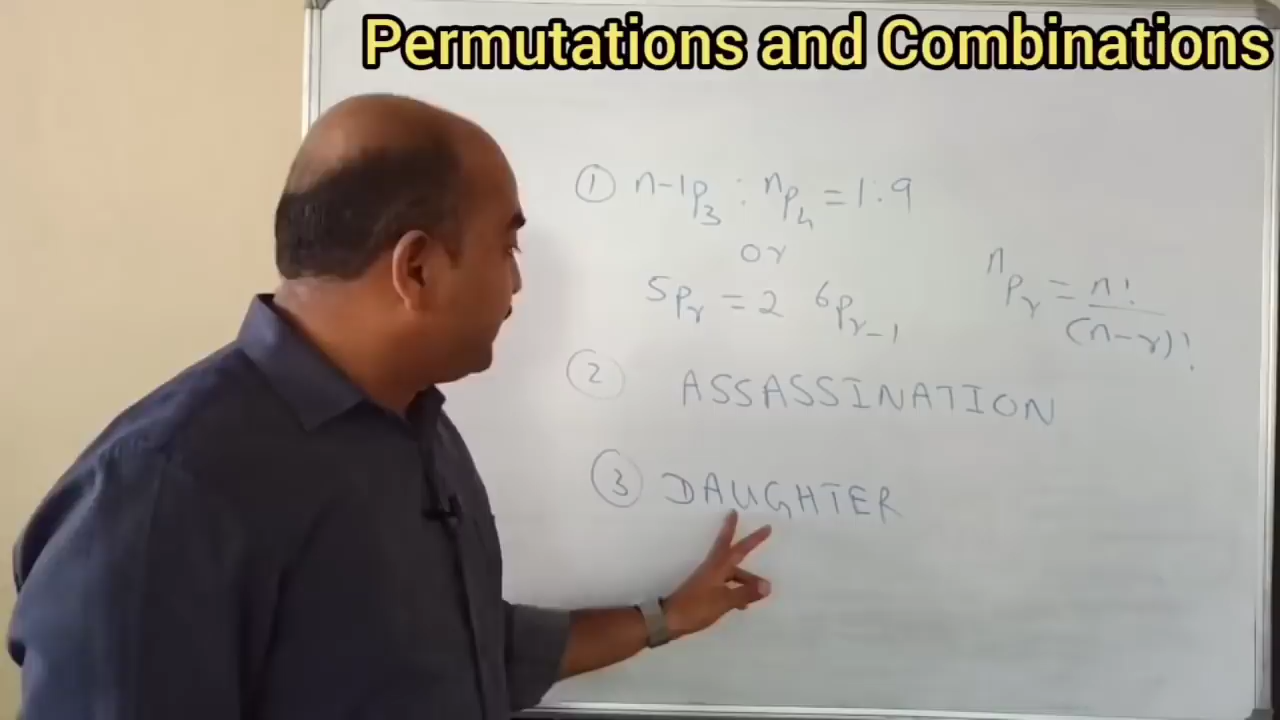 Permutations and Combinations
① n-1p₃ : ⁿp₄ = 1:9
or
⁵pᵣ = 2 ⁶pᵣ₋₁
ⁿpᵣ = n!/(n-r)!
② ASSASSINATION
③ DAUGHTER